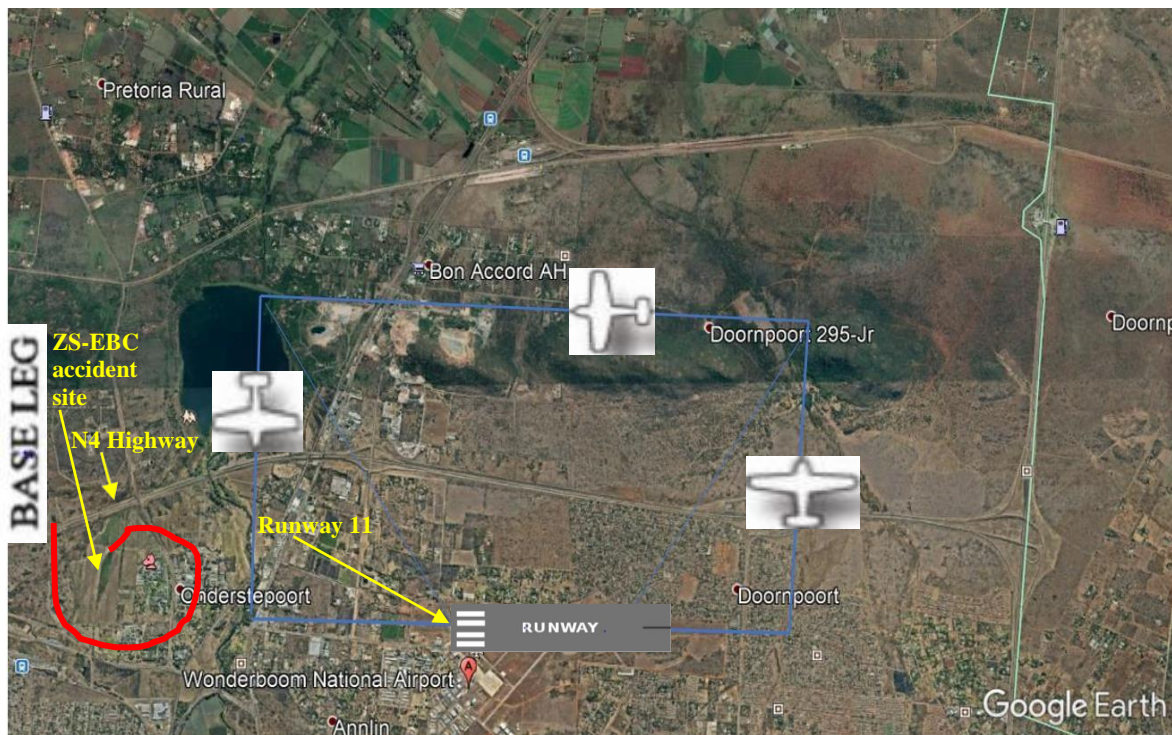 Pretoria Rural
Bon Accord AH
Doornpoort 295-Jr
Doornp
BASE LEG
ZS-EBC
accident
site
N4 Highway
Runway 11
Onderstepoort
Doornpoort
RUNWAY
A
Wonderboom National Airport
Annlin
Google Earth